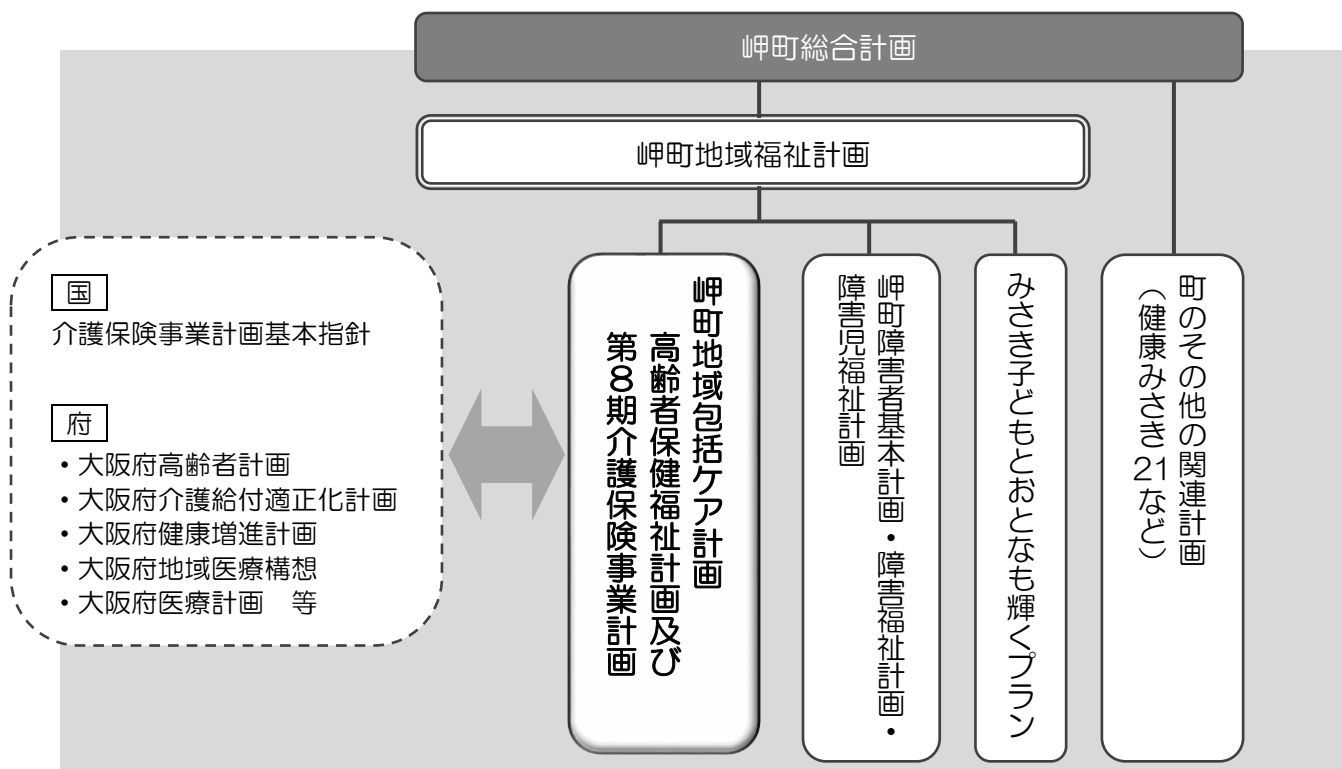 岬町総合計画
岬町地域福祉計画
国
介護保険事業計画基本指針
府
・大阪府高齢者計画
・大阪府介護給付適正化計画
・大阪府健康増進計画
・大阪府地域医療構想
・大阪府医療計画　等
岬町地域包括ケア計画
高齢者保健福祉計画及び
第８期介護保険事業計画
岬町障害者基本計画・障害福祉計画・
障害児福祉計画
みさき子どもとおとなも輝くプラン
町のその他の関連計画
（健康みさき21など）